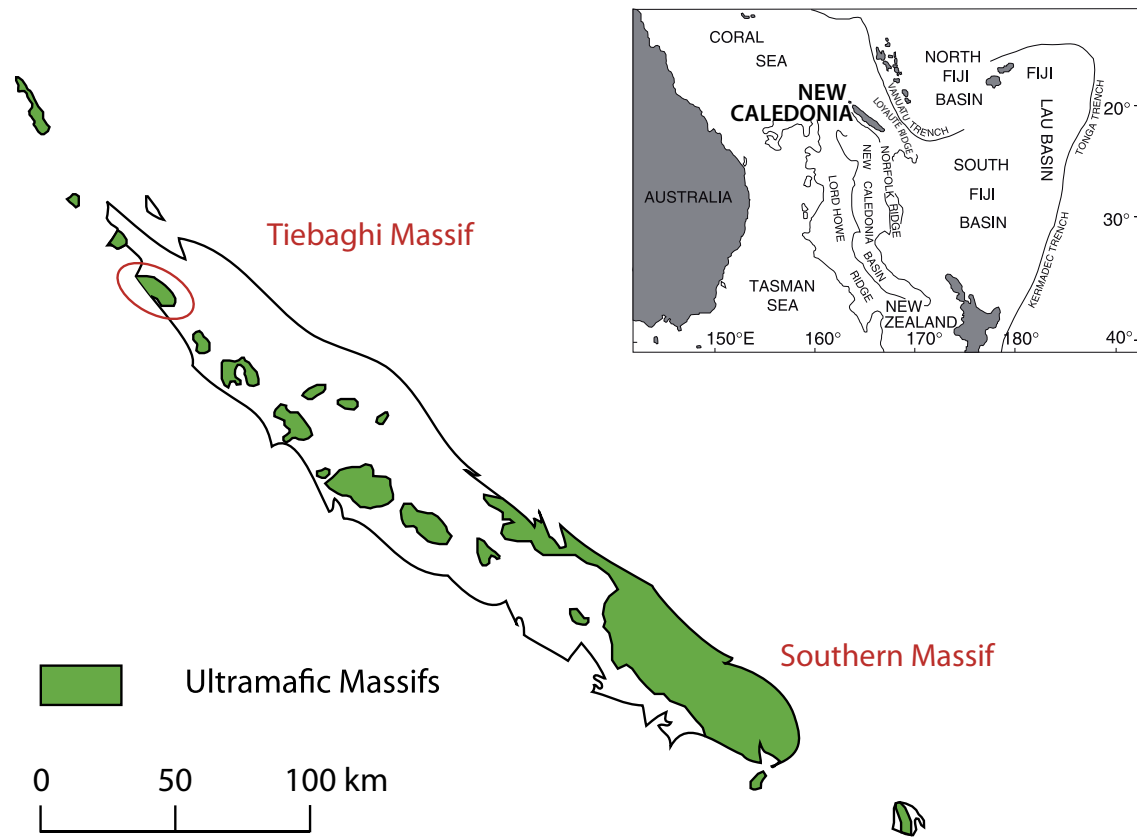 CORAL
SEA
NORTH
FIJI
BASIN
FIJI
NEW
CALEDONIA
VANUATU TRENCH
LOYAUTE RIDGE
LAU BASIN
TONGA TRENCH
20°
AUSTRALIA
LORD HOWE
RIDGE
NEW
CALEDONIA
BASIN
NORFOLK
RIDGE
SOUTH
FIJI
BASIN
30°
KERMADEC TRENCH
TASMAN
SEA
NEW
ZEALAND
150°E
160°
170°
180°
40°
Tiebaghi Massif
Southern Massif
Ultramafic Massifs
0 50 100 km